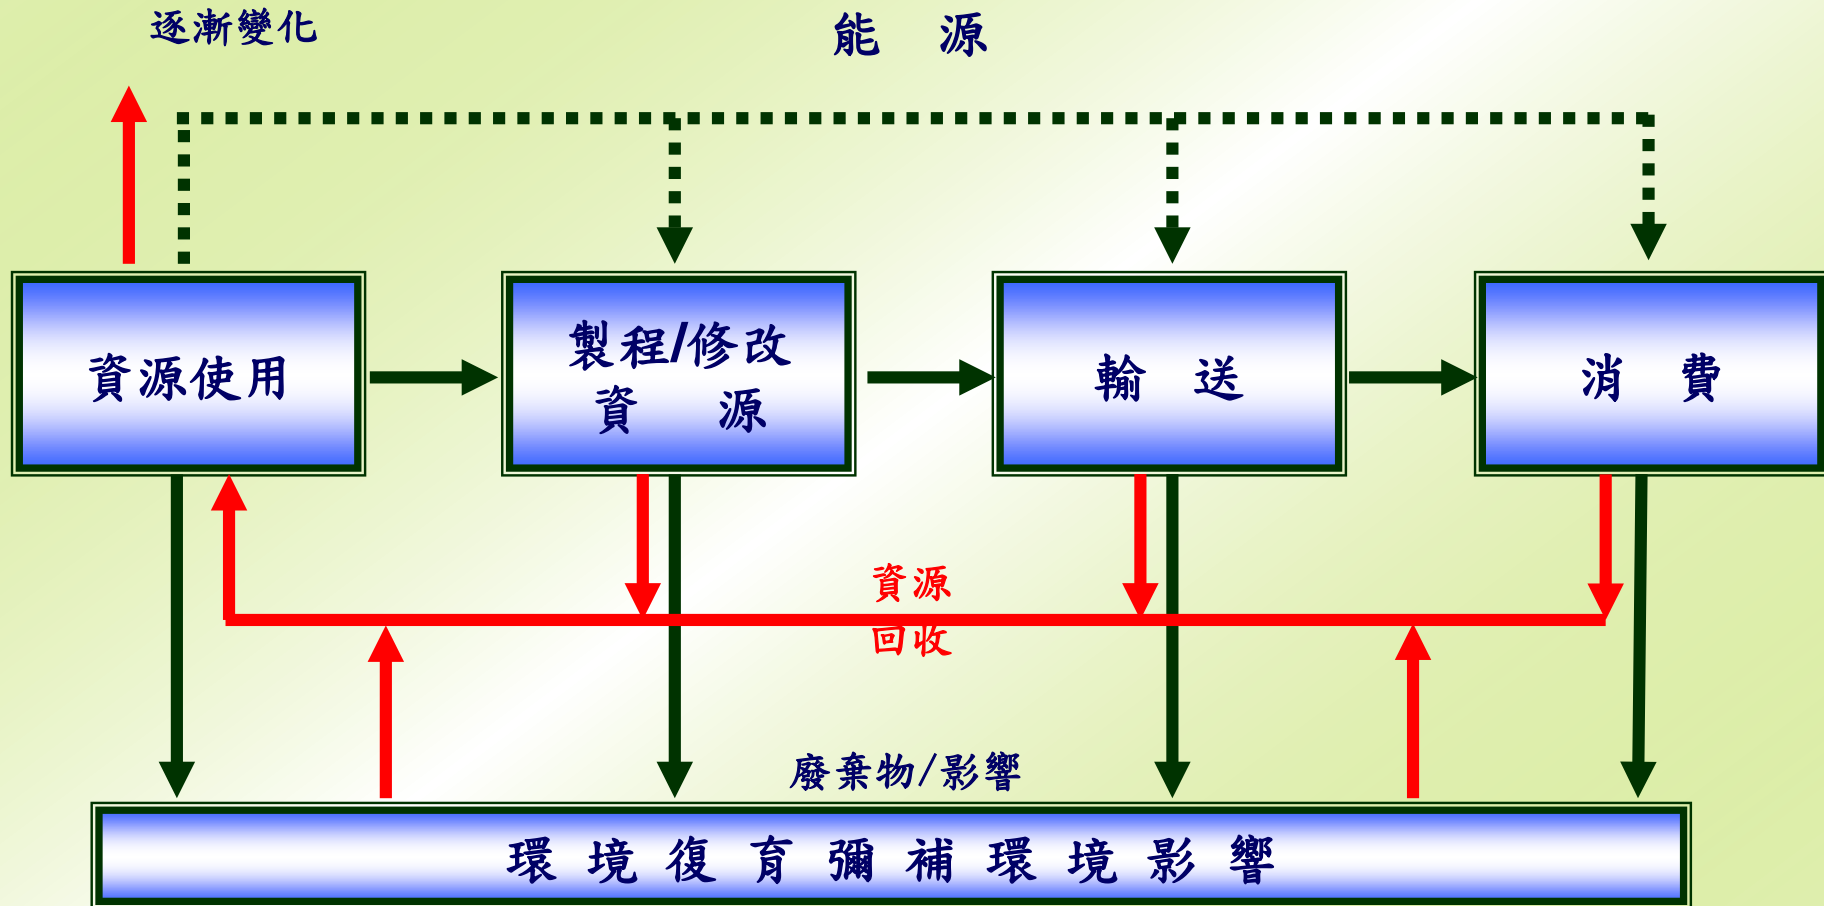 逐漸變化
能 源
資源使用
製程/修改
資 源
輸 送
消 費
資源
回收
廢棄物/影響
環境復育彌補環境影響